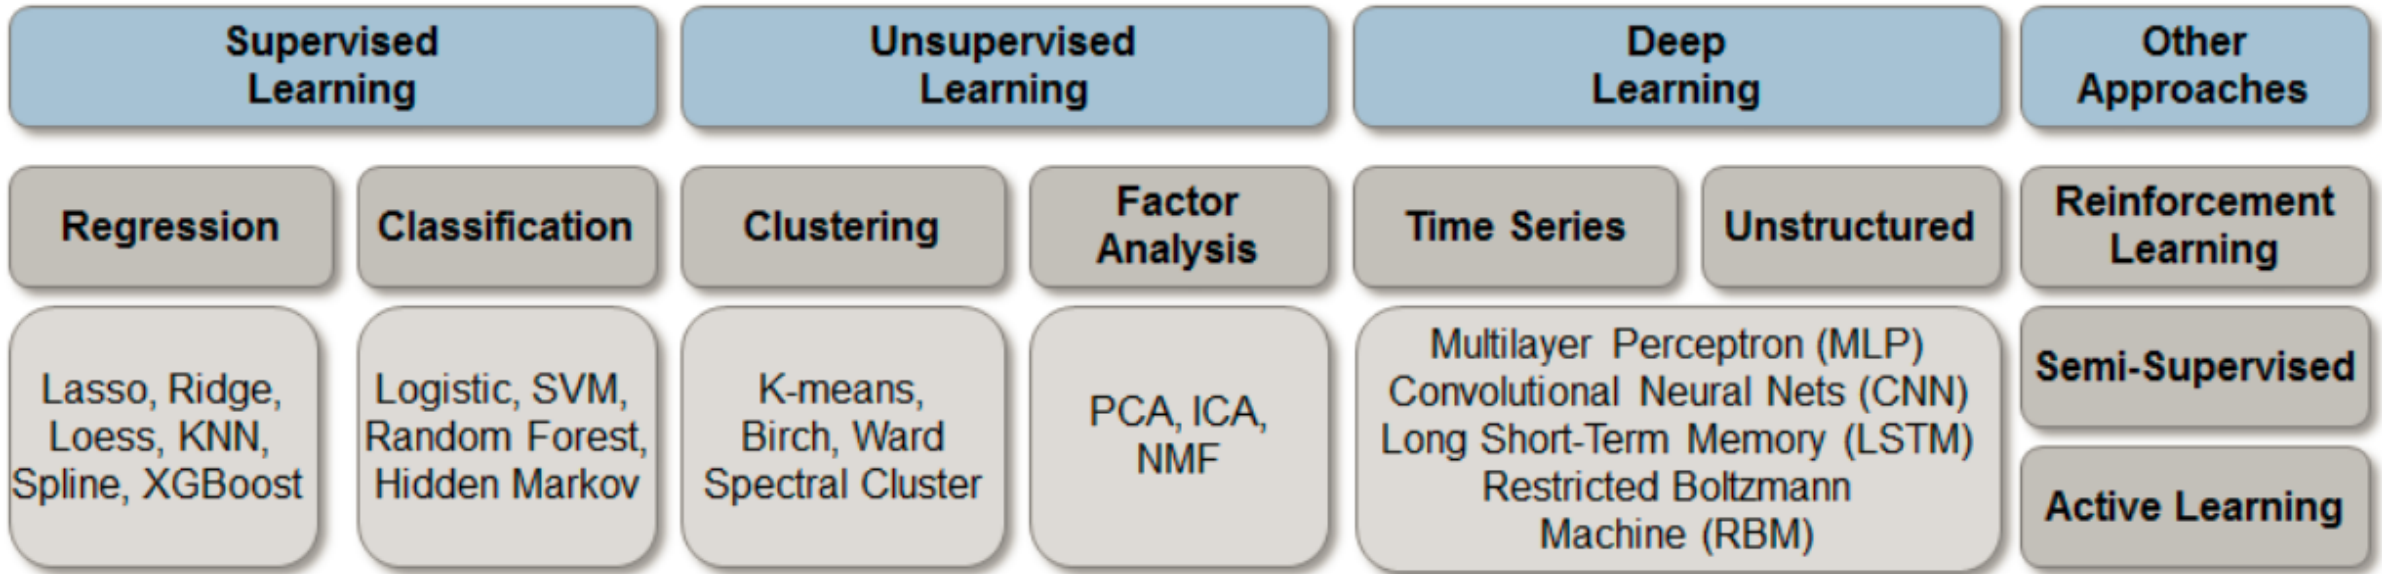 Supervised
Learning
Unsupervised
Learning
Deep
Learning
Other
Approaches
Regression
Classification
Clustering
Factor
Analysis
Time Series
Unstructured
Reinforcement
Learning
Lasso, Ridge,
Loess, KNN,
Spline, XGBoost
Logistic, SVM,
Random Forest,
Hidden Markov
K-means,
Birch, Ward
Spectral Cluster
PCA, ICA,
NMF
Multilayer Perceptron (MLP)
Convolutional Neural Nets (CNN)
Long Short-Term Memory (LSTM)
Restricted Boltzmann
Machine (RBM)
Semi-Supervised
Active Learning